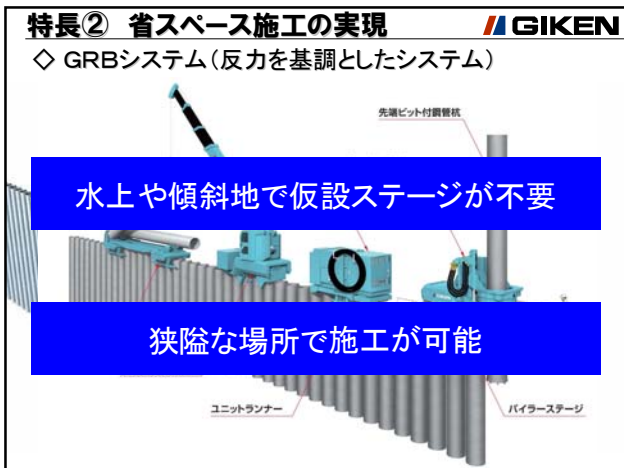 特長② 省スペース施工の実現
GIKEN
◇ GRBシステム(反力を基調としたシステム)
先端ビット付鋼管杭
水上や傾斜地で仮設ステージが不要
狭隘な場所で施工が可能
ユニットランナー
パイラーステージ